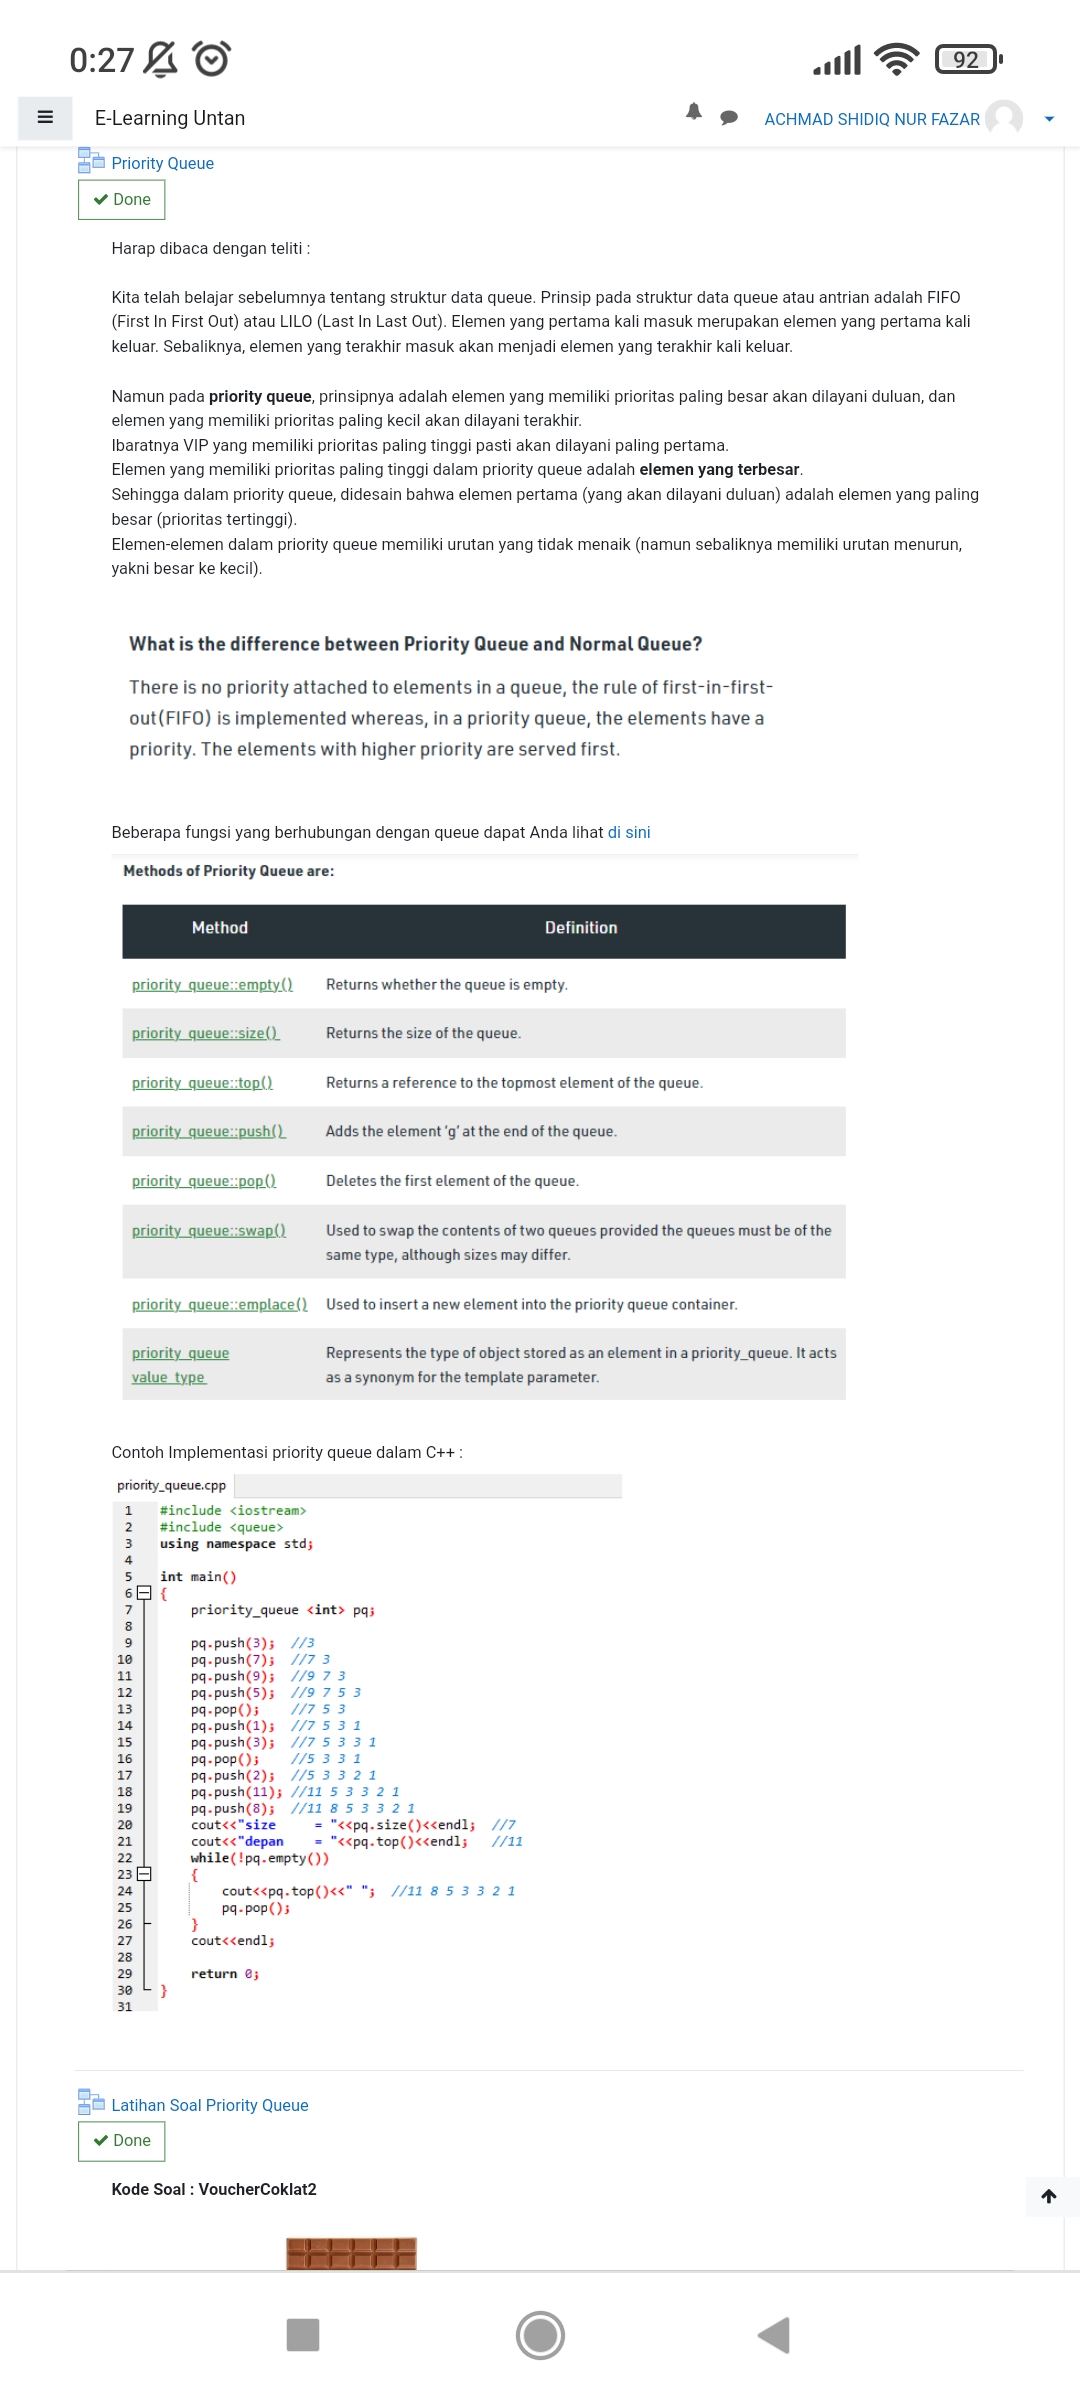 0:27
92
E-Learning Untan
ACHMAD SHIDIQ NUR FAZAR
Priority Queue
Done
Harap dibaca dengan teliti :
Kita telah belajar sebelumnya tentang struktur data queue. Prinsip pada struktur data queue atau antrian adalah FIFO
(First In First Out) atau LILO (Last In Last Out). Elemen yang pertama kali masuk merupakan elemen yang pertama kali
keluar. Sebaliknya, elemen yang terakhir masuk akan menjadi elemen yang terakhir kali keluar.
Namun pada priority queue, prinsipnya adalah elemen yang memiliki prioritas paling besar akan dilayani duluan, dan
elemen yang memiliki prioritas paling kecil akan dilayani terakhir.
Ibaratnya VIP yang memiliki prioritas paling tinggi pasti akan dilayani paling pertama.
Elemen yang memiliki prioritas paling tinggi dalam priority queue adalah elemen yang terbesar.
Sehingga dalam priority queue, didesain bahwa elemen pertama (yang akan dilayani duluan) adalah elemen yang paling
besar (prioritas tertinggi).
Elemen-elemen dalam priority queue memiliki urutan yang tidak menaik (namun sebaliknya memiliki urutan menurun,
yakni besar ke kecil).
What is the difference between Priority Queue and Normal Queue?
There is no priority attached to elements in a queue, the rule of first-in-first-
out(FIFO) is implemented whereas, in a priority queue, the elements have a
priority. The elements with higher priority are served first.
Beberapa fungsi yang berhubungan dengan queue dapat Anda lihat di sini
Methods of Priority Queue are:
Method Definition
priority_queue::empty() Returns whether the queue is empty.
priority_queue::size() Returns the size of the queue.
priority_queue::top() Returns a reference to the topmost element of the queue.
priority_queue::push() Adds the element 'g' at the end of the queue.
priority_queue::pop() Deletes the first element of the queue.
priority_queue::swap() Used to swap the contents of two queues provided the queues must be of the
same type, although sizes may differ.
priority_queue::emplace() Used to insert a new element into the priority queue container.
priority_queue Represents the type of object stored as an element in a priority_queue. It acts
value_type as a synonym for the template parameter.
Contoh Implementasi priority queue dalam C++ :
priority_queue.cpp
1 #include <iostream>
2 #include <queue>
3 using namespace std;
4
5 int main()
6 {
7 priority_queue <int> pq;
8
9 pq.push(3); //3
10 pq.push(7); //7 3
11 pq.push(9); //9 7 3
12 pq.push(5); //9 7 5 3
13 pq.pop(); //7 5 3
14 pq.push(1); //7 5 3 1
15 pq.push(3); //7 5 3 3 1
16 pq.pop(); //5 3 3 1
17 pq.push(2); //5 3 3 2 1
18 pq.push(11); //11 5 3 3 2 1
19 pq.push(8); //11 8 5 3 3 2 1
20 cout<<"size = "<<pq.size()<<endl; //7
21 cout<<"depan = "<<pq.top()<<endl; //11
22 while(!pq.empty())
23 {
24 cout<<pq.top()<<" "; //11 8 5 3 3 2 1
25 pq.pop();
26 }
27 cout<<endl;
28
29 return 0;
30 }
31
Latihan Soal Priority Queue
Done
Kode Soal : VoucherCoklat2